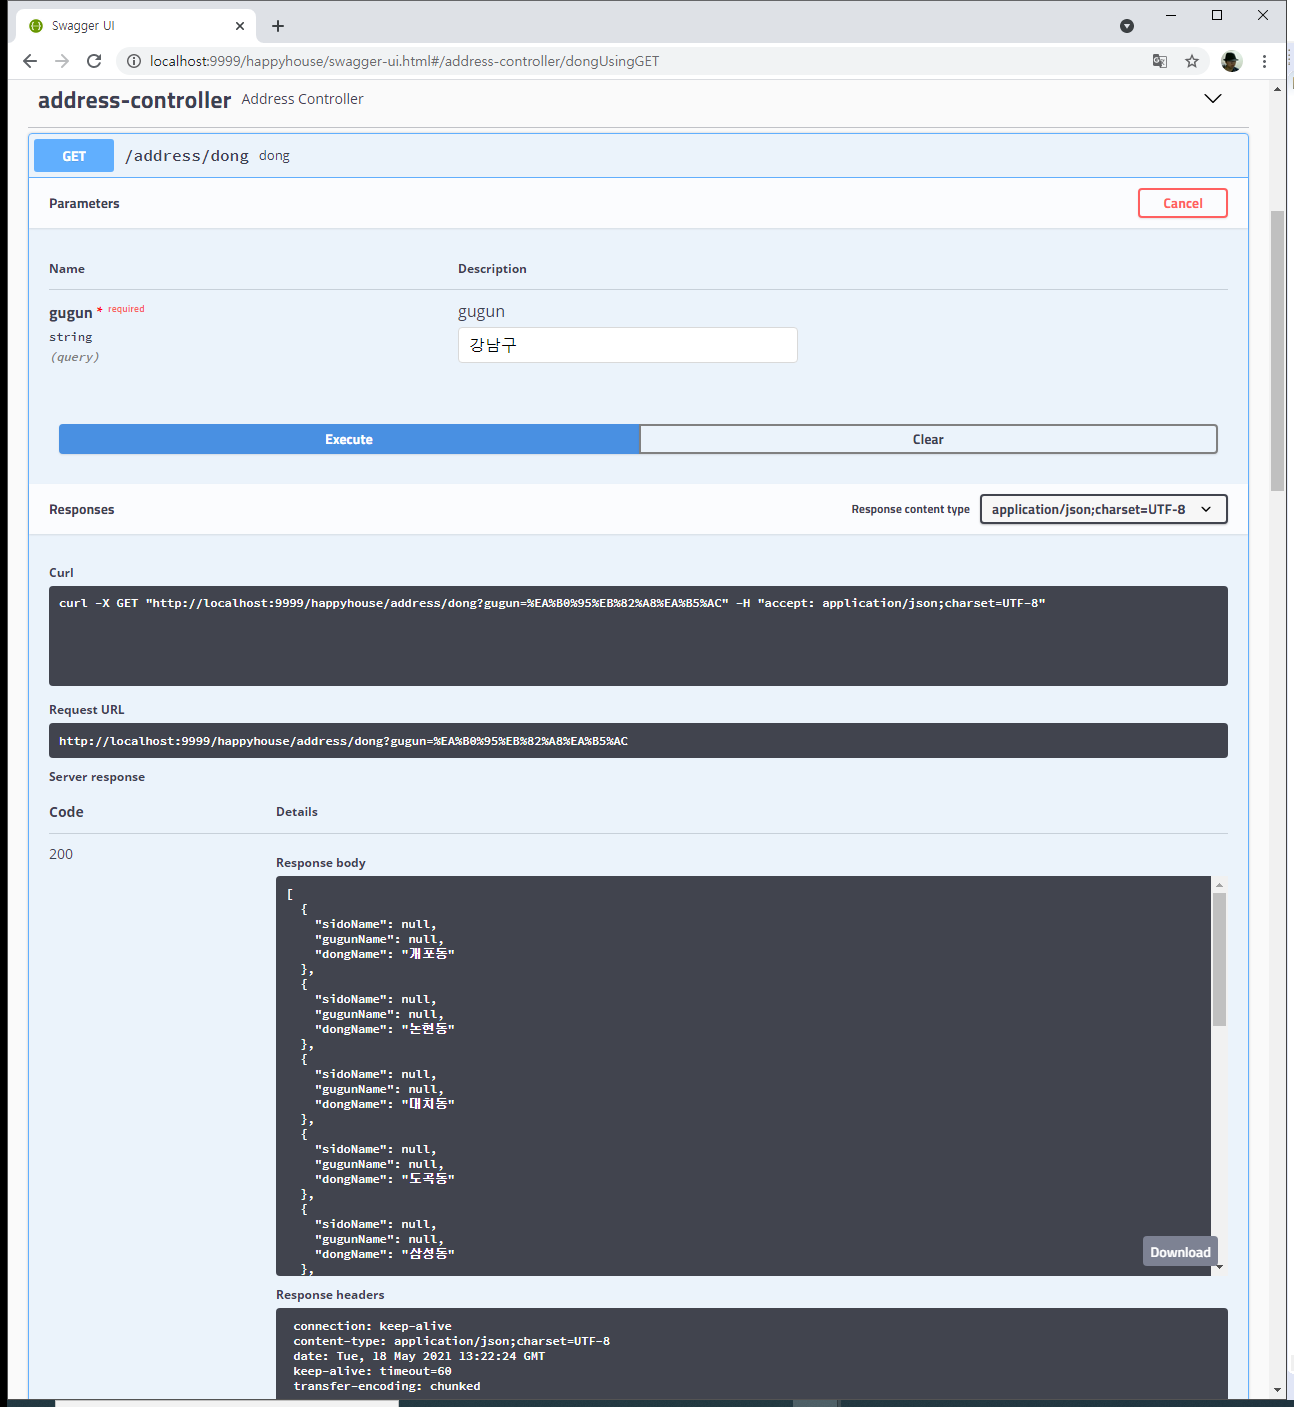 Swagger UI
localhost:9999/happyhouse/swagger-ui.html#/address-controller/dongUsingGET
address-controller Address Controller
GET /address/dong dong
Parameters Cancel
Name Description
gugun * required gugun
string 강남구
(query)
Execute Clear
Responses Response content type application/json;charset=UTF-8
Curl
curl -X GET "http://localhost:9999/happyhouse/address/dong?gugun=%EA%B0%95%EB%82%A8%EA%B5%AC" -H "accept: application/json;charset=UTF-8"
Request URL
http://localhost:9999/happyhouse/address/dong?gugun=%EA%B0%95%EB%82%A8%EA%B5%AC
Server response
Code Details
200
Response body
[
{
"sidoName": null,
"gugunName": null,
"dongName": "개포동"
},
{
"sidoName": null,
"gugunName": null,
"dongName": "논현동"
},
{
"sidoName": null,
"gugunName": null,
"dongName": "대치동"
},
{
"sidoName": null,
"gugunName": null,
"dongName": "도곡동"
},
{
"sidoName": null,
"gugunName": null,
"dongName": "삼성동"
},
Download
Response headers
connection: keep-alive
content-type: application/json;charset=UTF-8
date: Tue, 18 May 2021 13:22:24 GMT
keep-alive: timeout=60
transfer-encoding: chunked